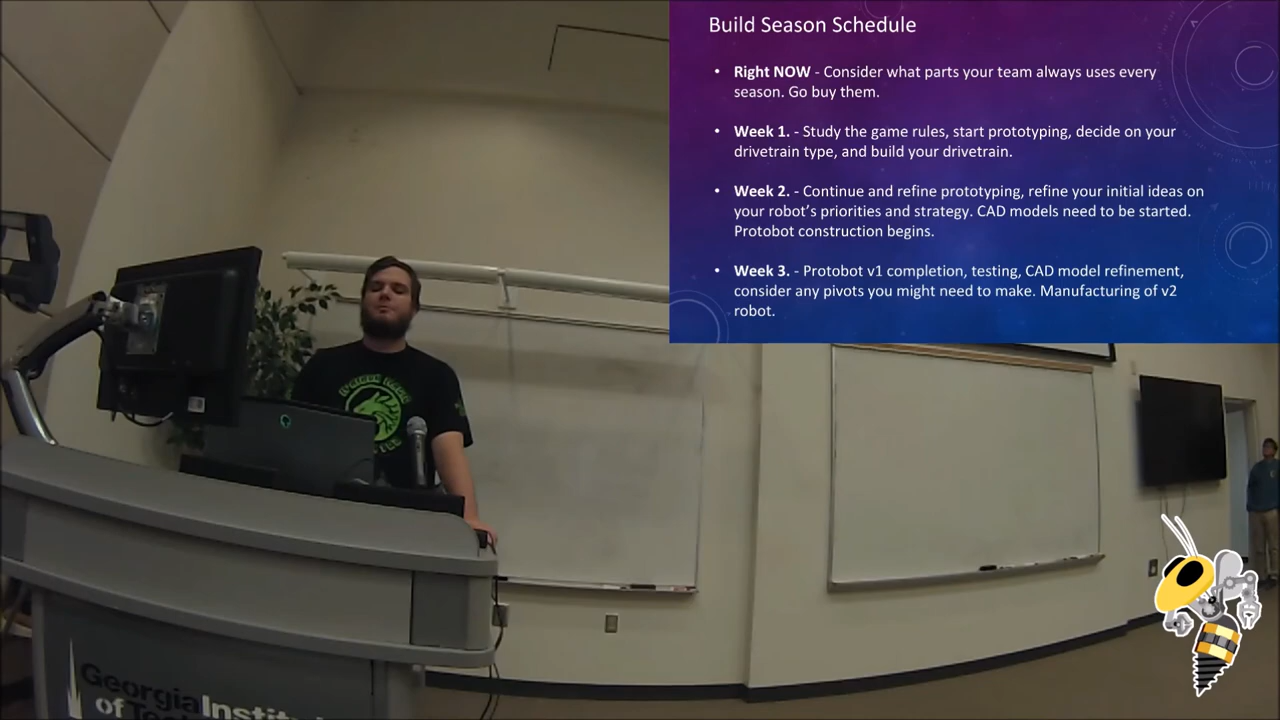 Build Season Schedule
• Right NOW - Consider what parts your team always uses every
season. Go buy them.
• Week 1. - Study the game rules, start prototyping, decide on your
drivetrain type, and build your drivetrain.
• Week 2. - Continue and refine prototyping, refine your initial ideas on
your robot's priorities and strategy. CAD models need to be started.
Protobot construction begins.
• Week 3. - Protobot v1 completion, testing, CAD model refinement,
consider any pivots you might need to make. Manufacturing of v2
robot.
Georgia Institu
of Tec